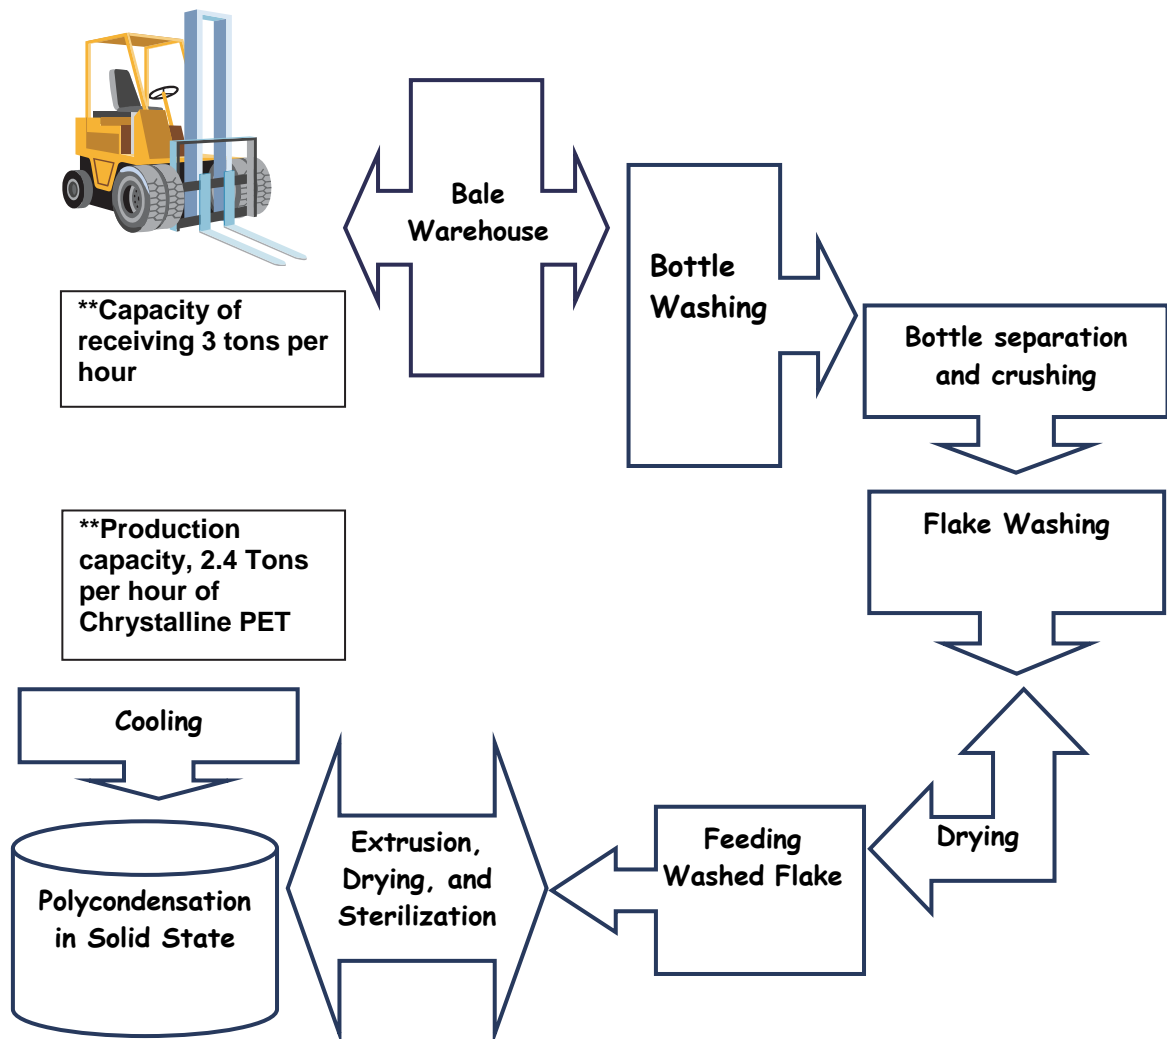 Bale
Warehouse
Bottle
Washing
**Capacity of
receiving 3 tons per
hour
Bottle separation
and crushing
**Production
capacity, 2.4 Tons
per hour of
Chrystalline PET
Flake Washing
Cooling
Drying
Feeding
Washed Flake
Extrusion,
Drying, and
Sterilization
Polycondensation
in Solid State